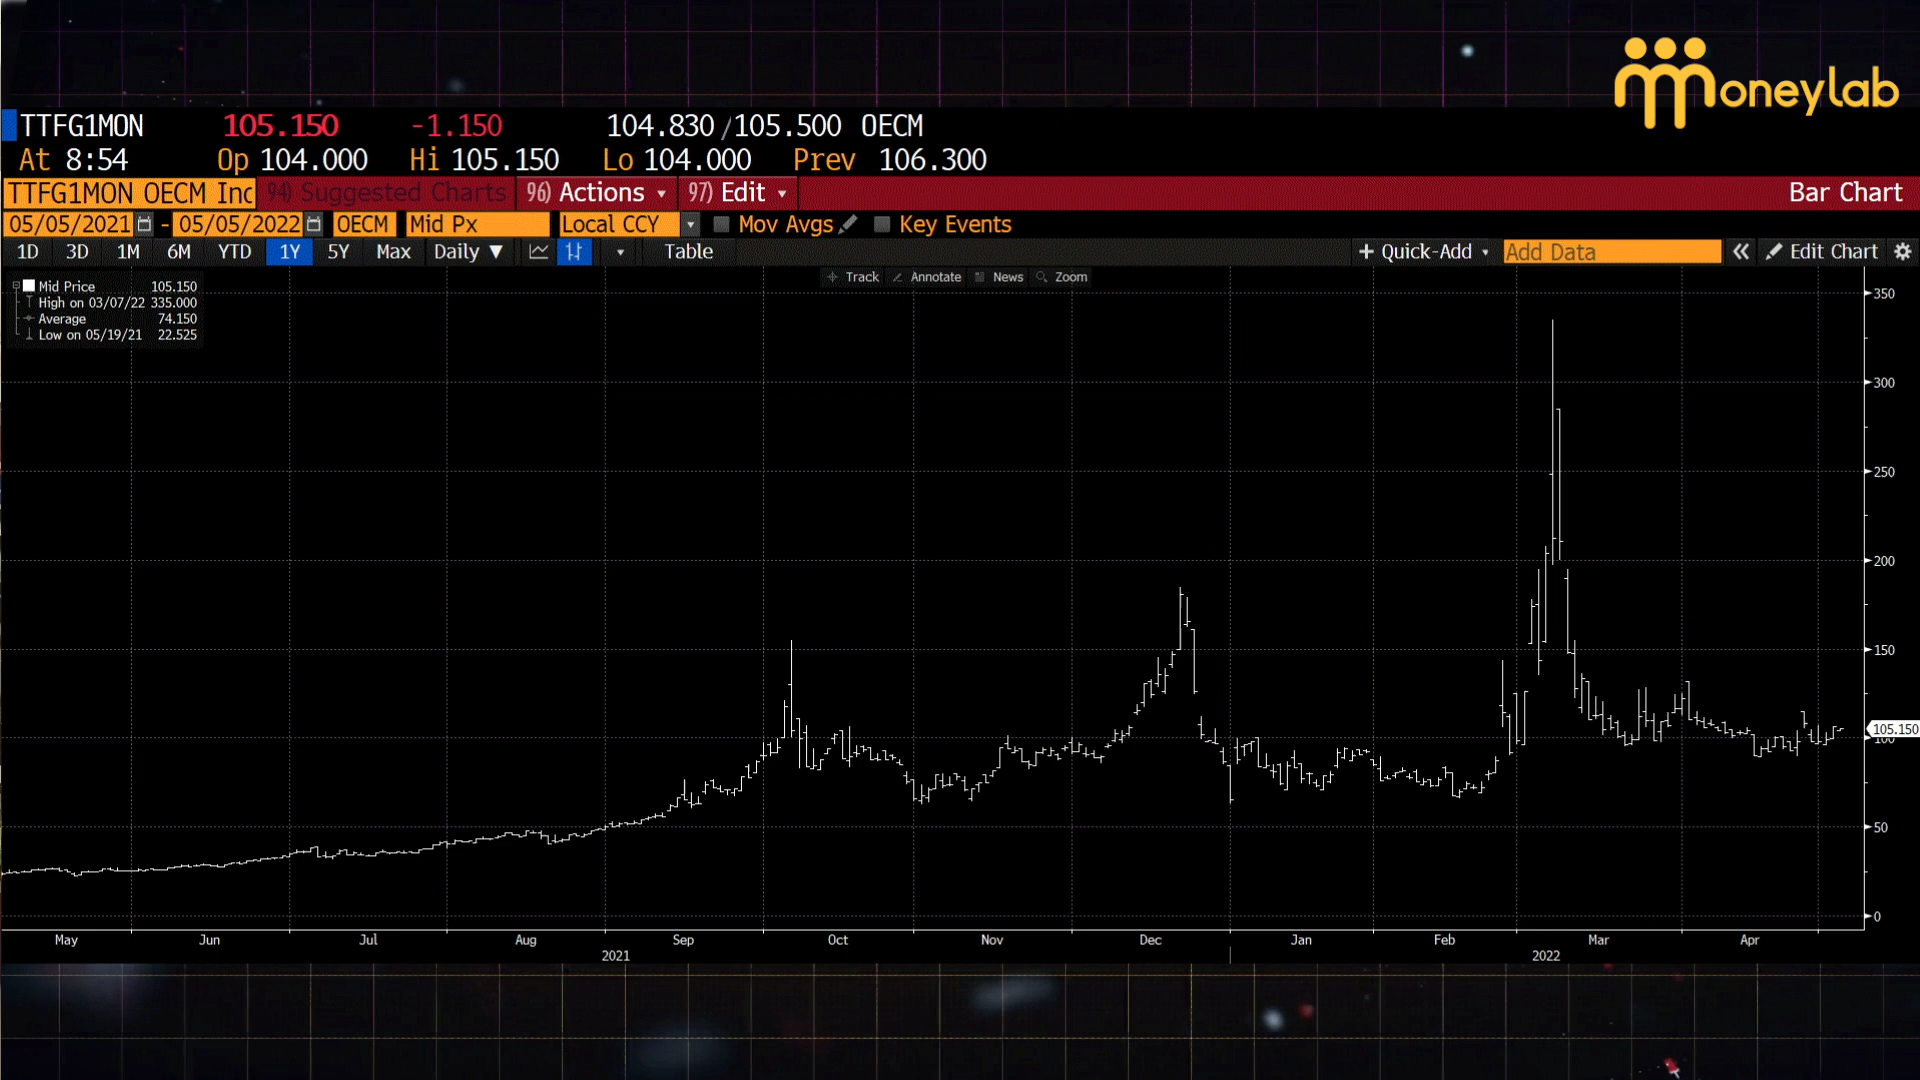 moneylab
TTFG1MON 105.150 -1.150 104.830 /105.500 OECM
At 8:54 Op 104.000 Hi 105.150 Lo 104.000 Prev 106.300
TTFG1MON OECM Inc 94) Suggested Charts 96) Actions 97) Edit Bar Chart
05/05/2021 - 05/05/2022 OECM Mid Px Local CCY Mov Avgs Key Events
1D 3D 1M 6M YTD 1Y 5Y Max Daily ▼ Table + Quick-Add Add Data « Edit Chart
Track Annotate News Zoom
Mid Price 105.150
High on 03/07/22 335.000
Average 74.150
Low on 05/19/21 22.525
350
300
250
200
150
105.150
100
50
0
May Jun Jul Aug Sep Oct Nov Dec Jan Feb Mar Apr
2021 2022